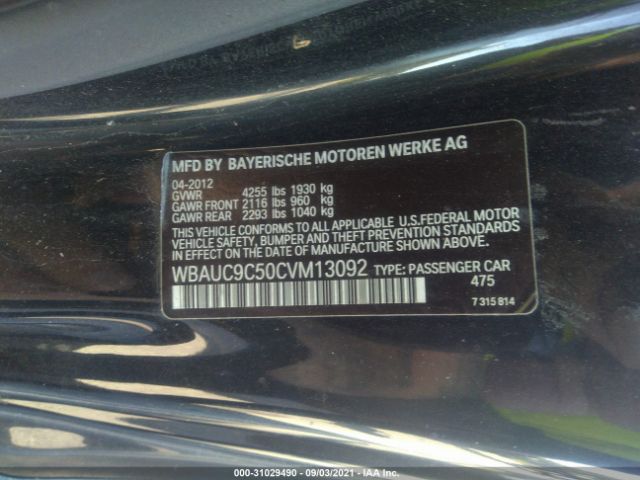 MFD BY BAYERISCHE MOTOREN WERKE AG
04-2012
GVWR 4255 lbs 1930 kg
GAWR FRONT 2116 lbs 960 kg
GAWR REAR 2293 lbs 1040 kg
THIS VEHICLE CONFORMS TO ALL APPLICABLE U.S.FEDERAL MOTOR
VEHICLE SAFETY, BUMPER AND THEFT PREVENTION STANDARDS
IN EFFECT ON DATE OF MANUFACTURE SHOWN ABOVE.
WBAUC9C50CVM13092 TYPE: PASSENGER CAR
475
7 315 814
000-31029490 - 09/03/2021 - IAA Inc.